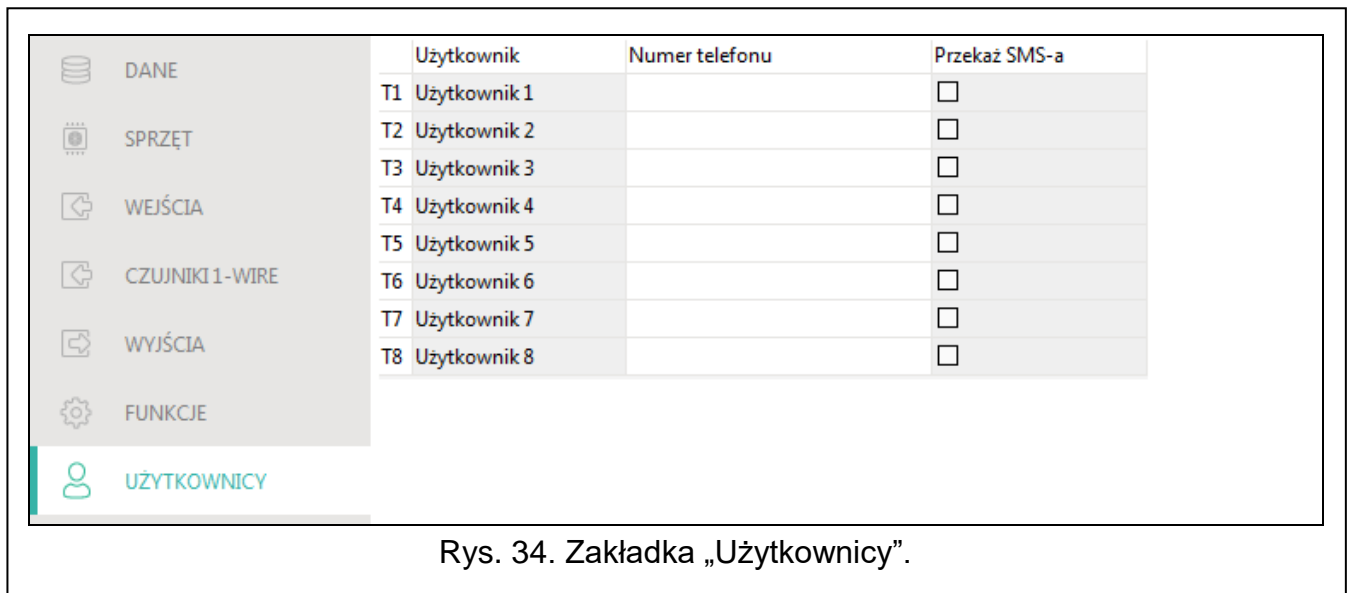 DANE
SPRZĘT
WEJŚCIA
CZUJNIKI 1-WIRE
WYJŚCIA
FUNKCJE
UŻYTKOWNICY
Użytkownik Numer telefonu Przekaż SMS-a
T1 Użytkownik 1
T2 Użytkownik 2
T3 Użytkownik 3
T4 Użytkownik 4
T5 Użytkownik 5
T6 Użytkownik 6
T7 Użytkownik 7
T8 Użytkownik 8
Rys. 34. Zakładka „Użytkownicy”.